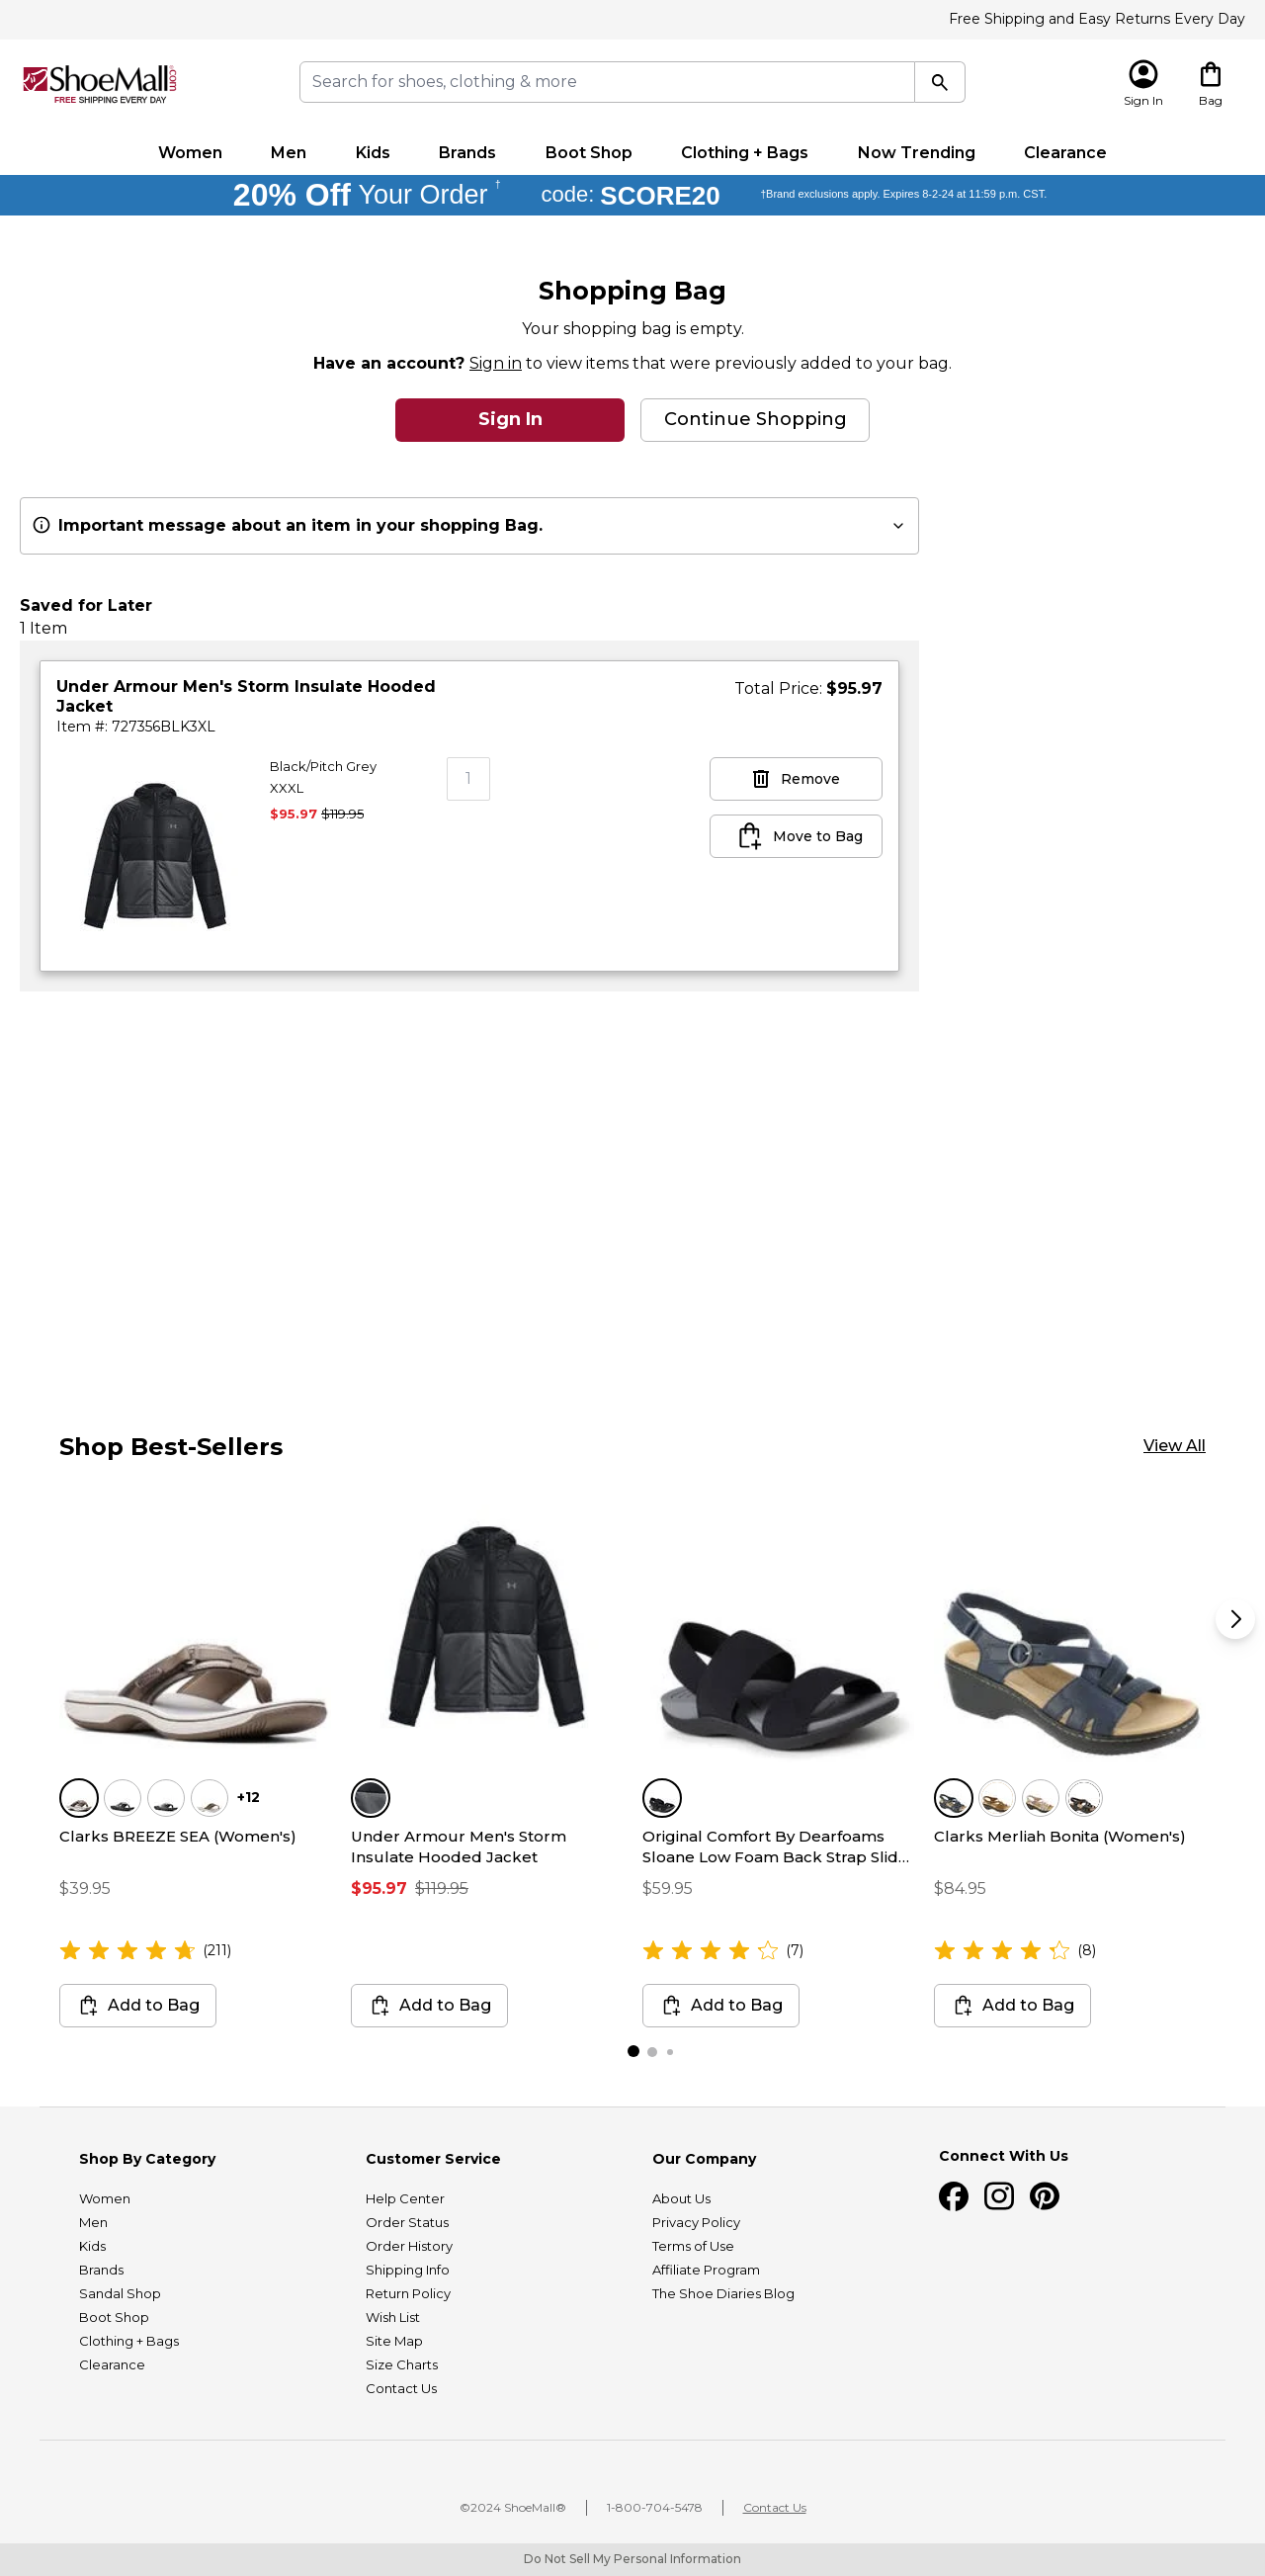 Free Shipping and Easy Returns Every Day
ShoeMall.com
FREE SHIPPING EVERY DAY
Search for shoes, clothing & more
Sign In
Bag
Women Men Kids Brands Boot Shop Clothing + Bags Now Trending Clearance
20% Off Your Order † code: SCORE20 †Brand exclusions apply. Expires 8-2-24 at 11:59 p.m. CST.
Shopping Bag
Your shopping bag is empty.
Have an account? Sign in to view items that were previously added to your bag.
Sign In
Continue Shopping
Important message about an item in your shopping Bag.
Saved for Later
1 Item
Under Armour Men's Storm Insulate Hooded
Jacket
Item #: 727356BLK3XL
Total Price: $95.97
Black/Pitch Grey
XXXL
$95.97 $119.95
1
Remove
Move to Bag
Shop Best-Sellers
View All
+12
Clarks BREEZE SEA (Women's)
$39.95
(211)
Add to Bag
Under Armour Men's Storm
Insulate Hooded Jacket
$95.97 $119.95
Add to Bag
Original Comfort By Dearfoams
Sloane Low Foam Back Strap Slid...
$59.95
(7)
Add to Bag
Clarks Merliah Bonita (Women's)
$84.95
(8)
Add to Bag
Shop By Category
Women
Men
Kids
Brands
Sandal Shop
Boot Shop
Clothing + Bags
Clearance
Customer Service
Help Center
Order Status
Order History
Shipping Info
Return Policy
Wish List
Site Map
Size Charts
Contact Us
Our Company
About Us
Privacy Policy
Terms of Use
Affiliate Program
The Shoe Diaries Blog
Connect With Us
©2024 ShoeMall® 1-800-704-5478 Contact Us
Do Not Sell My Personal Information